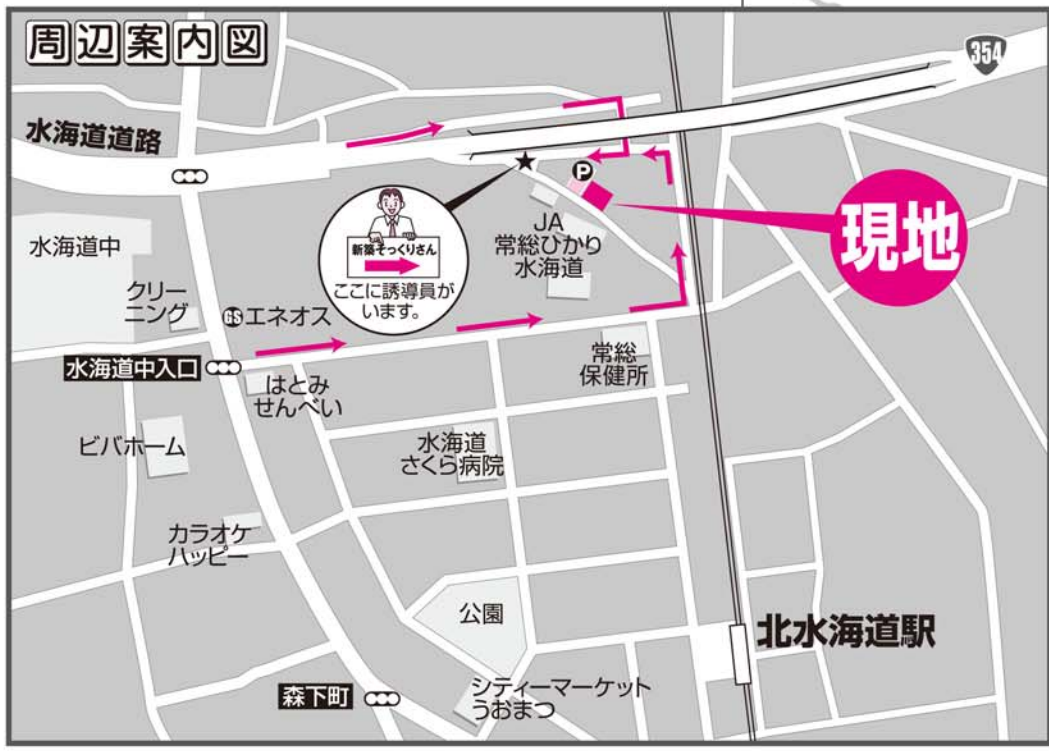 周辺案内図
354
水海道道路
水海道中
新築そっくりさん
ここに誘導員が
います。
P
JA
常総ひかり
水海道
現地
クリー
ニング
GS
エネオス
水海道中入口
はとみ
せんべい
常総
保健所
ビバホーム
水海道
さくら病院
カラオケ
ハッピー
公園
北水海道駅
森下町
シティーマーケット
うおまつ